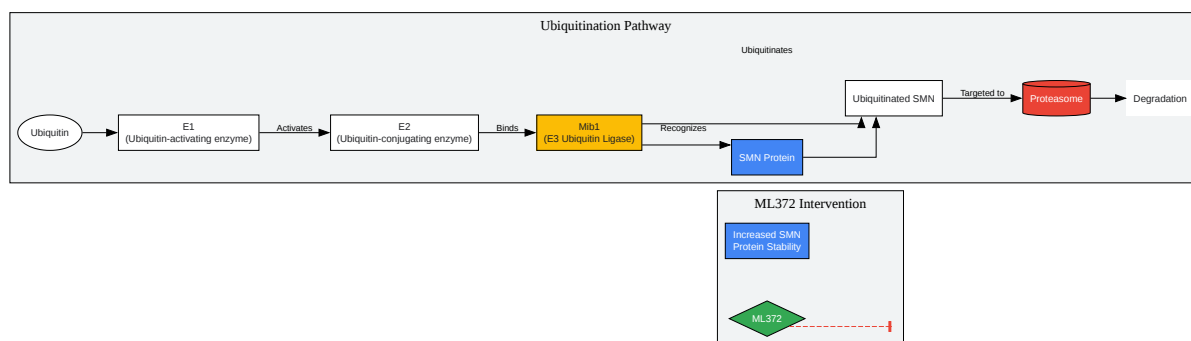 Ubiquitination Pathway
Ubiquitinates
Ubiquitin
E1
(Ubiquitin-activating enzyme)
Activates
E2
(Ubiquitin-conjugating enzyme)
Binds
Mib1
(E3 Ubiquitin Ligase)
Recognizes
SMN Protein
Ubiquitinated SMN
Targeted to
Proteasome
Degradation
ML372 Intervention
Increased SMN
Protein Stability
ML372